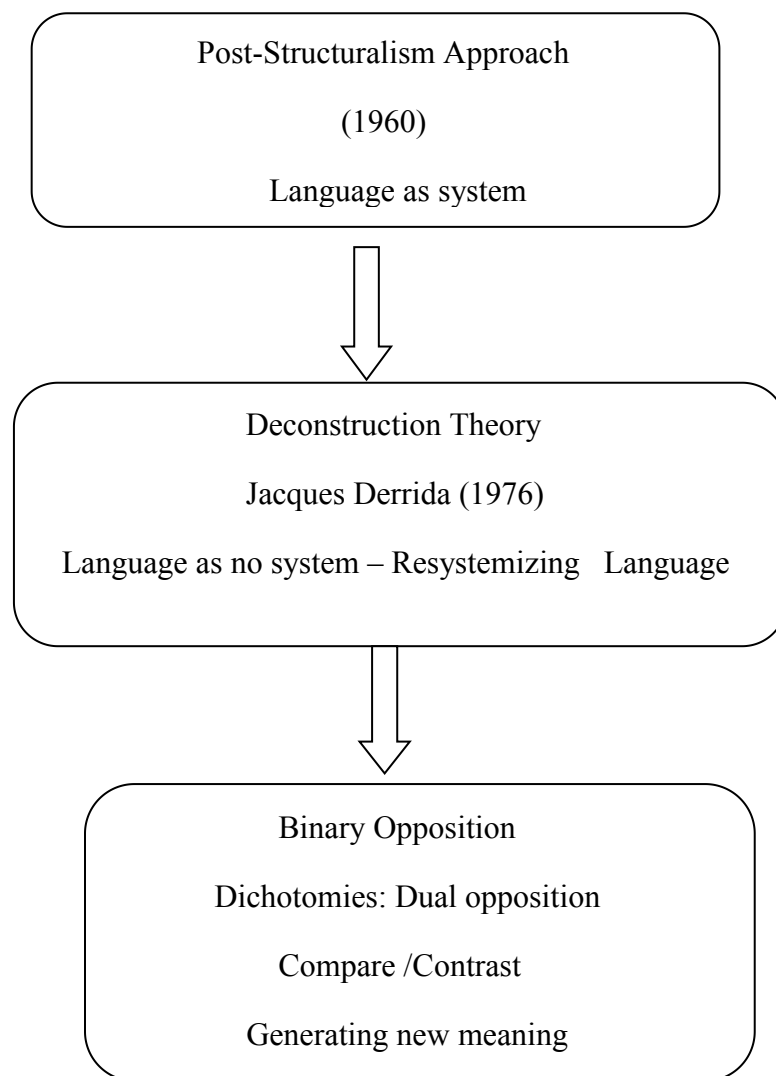 Post-Structuralism Approach
(1960)
Language as system
Deconstruction Theory
Jacques Derrida (1976)
Language as no system – Resystemizing Language
Binary Opposition
Dichotomies: Dual opposition
Compare /Contrast
Generating new meaning